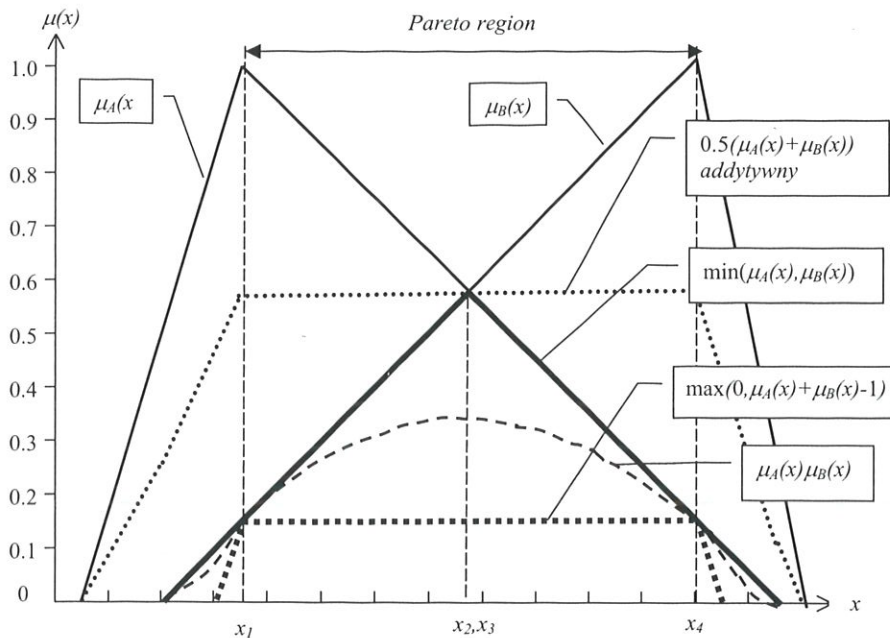 μ(x)
Pareto region
1.0
0.9
0.8
0.7
0.6
0.5
0.4
0.3
0.2
0.1
0
μA(x
μB(x)
0.5(μA(x)+μB(x))
addytywny
min(μA(x),μB(x))
max(0,μA(x)+μB(x)-1)
μA(x)μB(x)
x1
x2,x3
x4
x